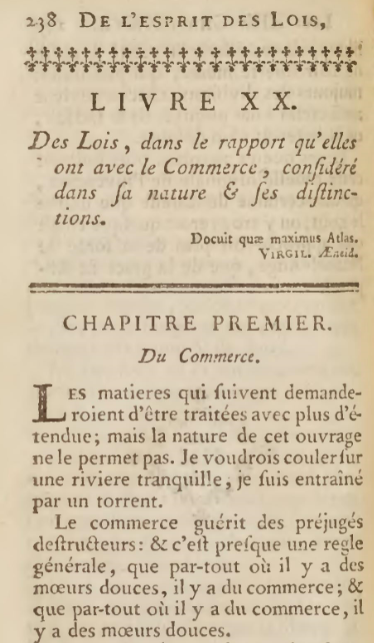 238 DE L'ESPRIT DES LOIS,
LIVRE XX.
Des Lois, dans le rapport qu'elles
ont avec le Commerce, conſidéré
dans ſa nature & ſes diſtinc-
tions.
Docuit quæ maximus Atlas.
VIRGIL. Æneid.
CHAPITRE PREMIER.
Du Commerce.
LES matieres qui ſuivent demande-
roient d'être traitées avec plus d'é-
tendue; mais la nature de cet ouvrage
ne le permet pas. Je voudrois couler ſur
une riviere tranquille, je ſuis entraîné
par un torrent.
Le commerce guérit des préjugés
deſtructeurs: & c'eſt preſque une regle
générale, que par-tout où il y a des
mœurs douces, il y a du commerce; &
que par-tout où il y a du commerce, il
y a des mœurs douces.